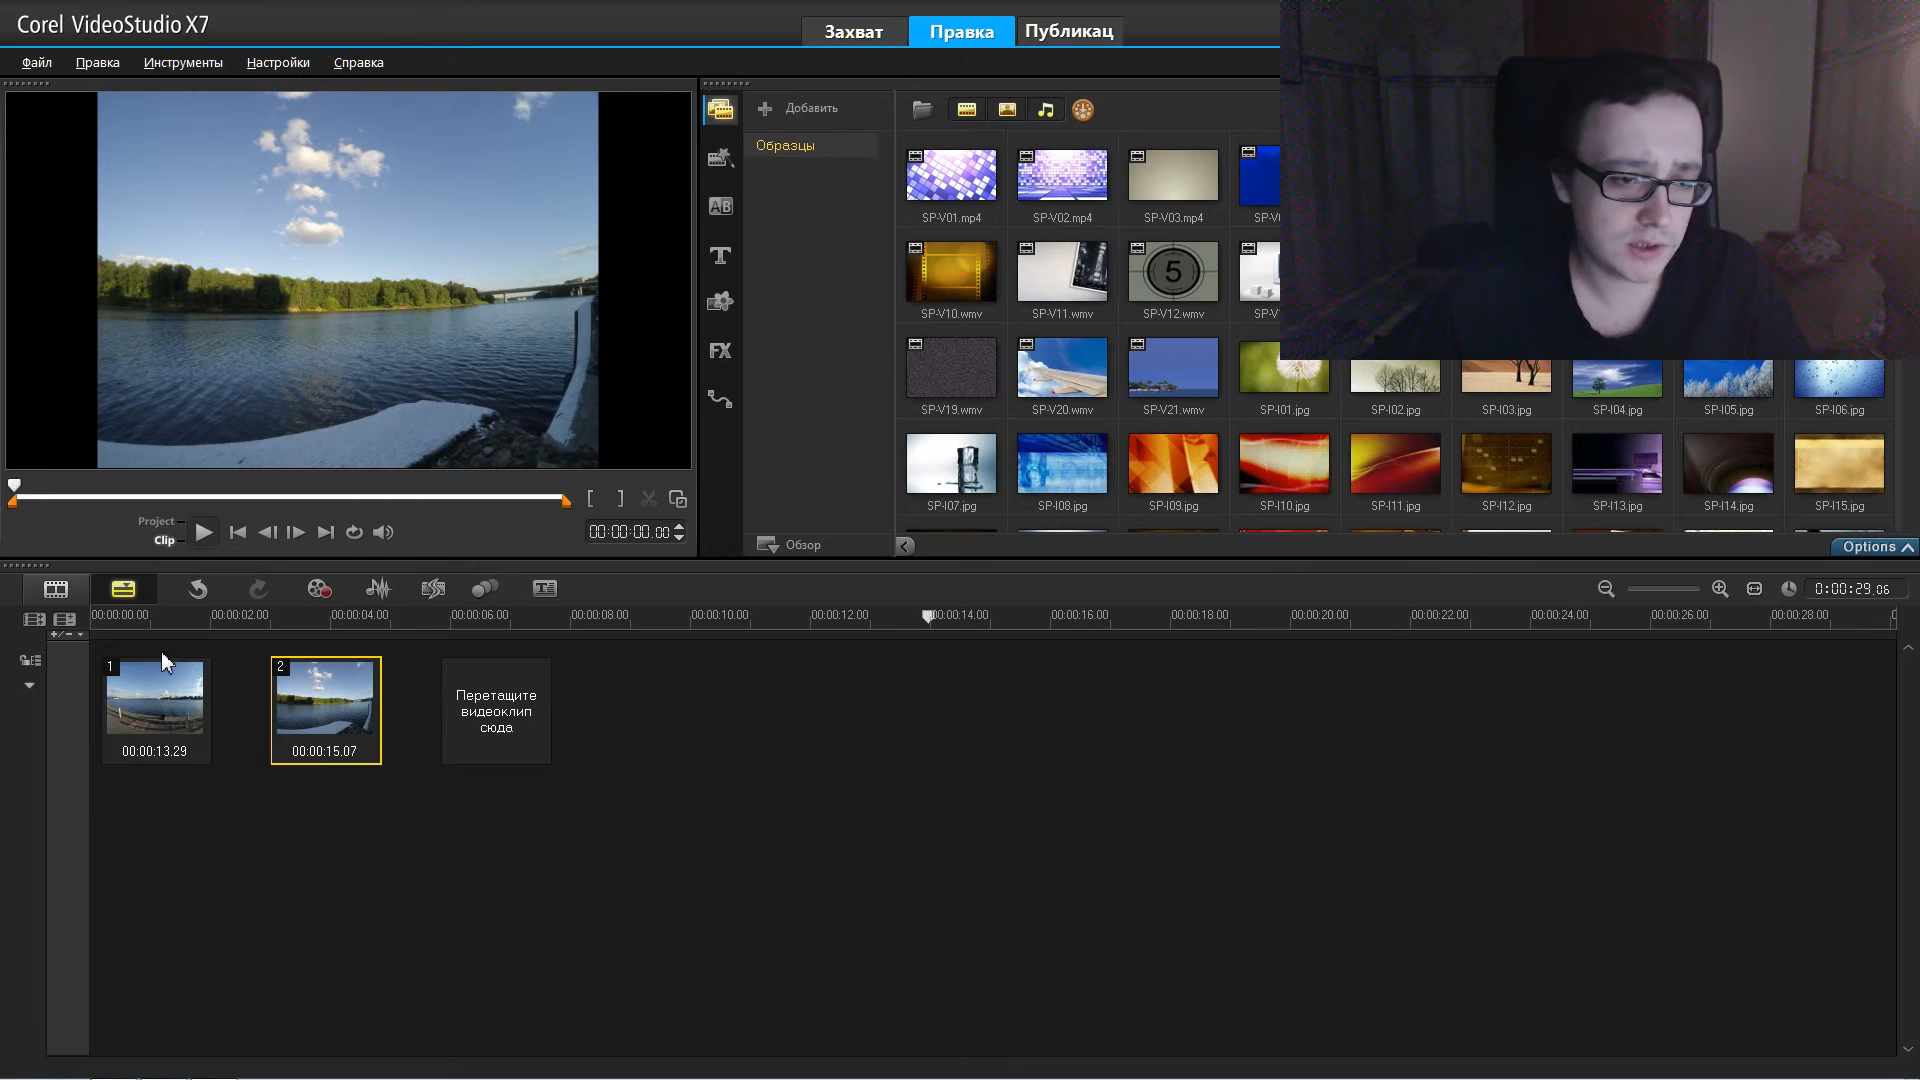 Corel VideoStudio X7
Захват
Правка
Публикац
Файл
Правка
Инструменты
Настройки
Справка
Добавить
Образцы
SP-V01.mp4
SP-V02.mp4
SP-V03.mp4
SP-V
5
SP-V10.wmv
SP-V11.wmv
SP-V12.wmv
SP-V
AB
T
FX
SP-V19.wmv
SP-V20.wmv
SP-V21.wmv
SP-I01.jpg
SP-I02.jpg
SP-I03.jpg
SP-I04.jpg
SP-I05.jpg
SP-I06.jpg
SP-I07.jpg
SP-I08.jpg
SP-I09.jpg
SP-I10.jpg
SP-I11.jpg
SP-I12.jpg
SP-I13.jpg
SP-I14.jpg
SP-I15.jpg
Project
Clip
00:00:00.00
Обзор
Options
0:00:29.06
00:00:00.00
00:00:02.00
00:00:04.00
00:00:06.00
00:00:08.00
00:00:10.00
00:00:12.00
00:00:14.00
00:00:16.00
00:00:18.00
00:00:20.00
00:00:22.00
00:00:24.00
00:00:26.00
00:00:28.00
1
00:00:13.29
2
00:00:15.07
Перетащите
видеоклип
сюда